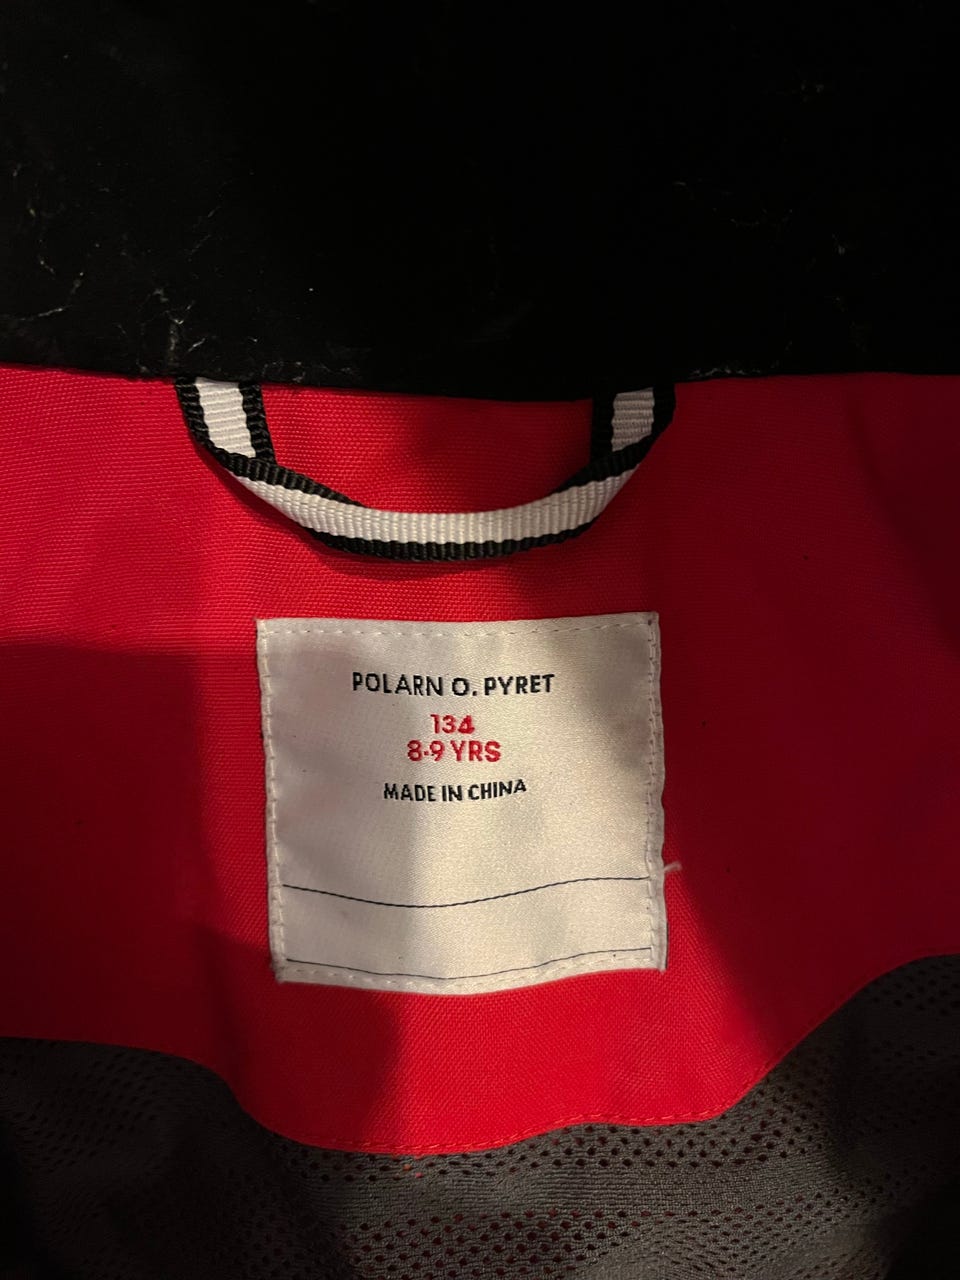 POLARN O. PYRET
134
8-9 YRS
MADE IN CHINA